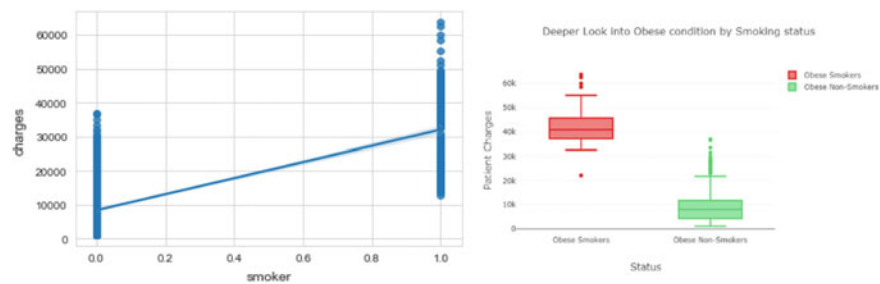 60000
50000
40000
30000
20000
10000
0
charges
0.0 0.2 0.4 0.6 0.8 1.0
smoker
Deeper Look into Obese condition by Smoking status
Obese Smokers
Obese Non-Smokers
60k
50k
40k
30k
20k
10k
0
Patient Charges
Obese Smokers Obese Non-Smokers
Status